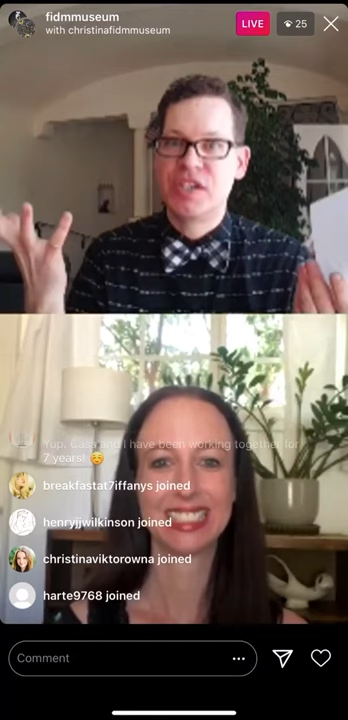 fidmmuseum
with christinafidmmuseum
LIVE
25
Yup. Cass and I have been working together for
7 years! ☺️
breakfastat7iffanys joined
henryjjwilkinson joined
christinaviktorowna joined
harte9768 joined
Comment